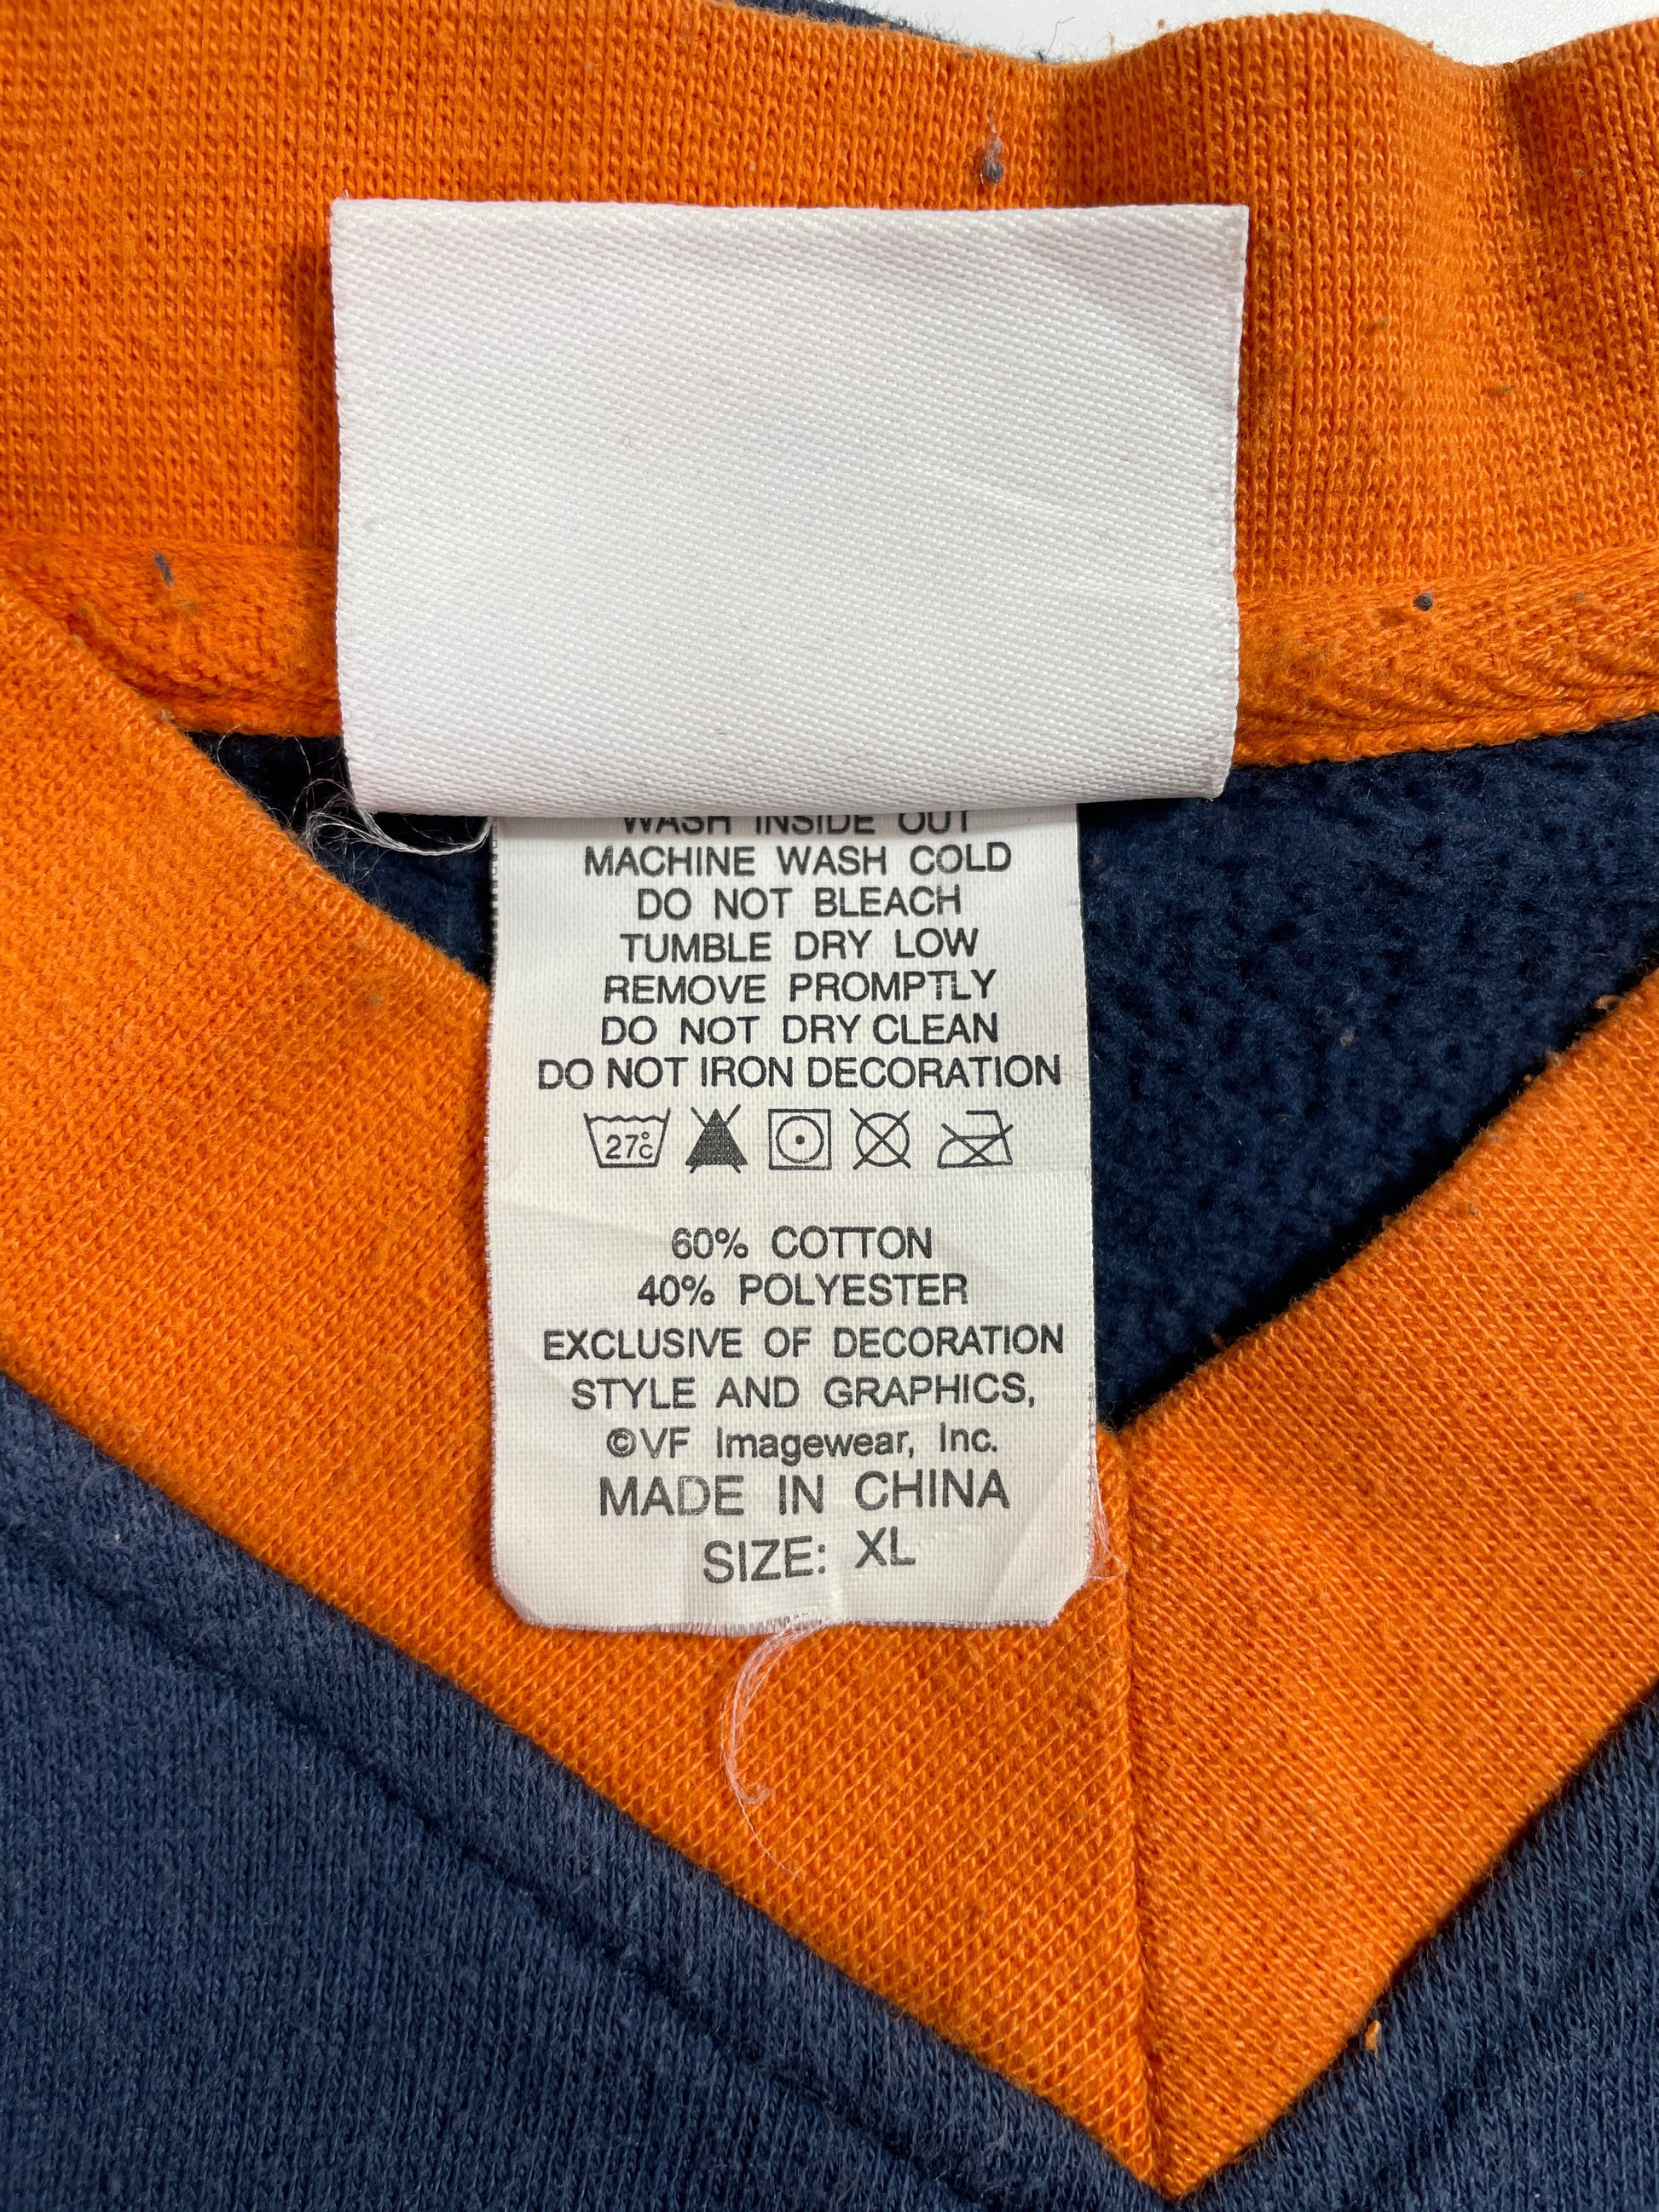 WASH INSIDE OUT
MACHINE WASH COLD
DO NOT BLEACH
TUMBLE DRY LOW
REMOVE PROMPTLY
DO NOT DRY CLEAN
DO NOT IRON DECORATION
27°C
60% COTTON
40% POLYESTER
EXCLUSIVE OF DECORATION
STYLE AND GRAPHICS,
©VF Imagewear, Inc.
MADE IN CHINA
SIZE: XL